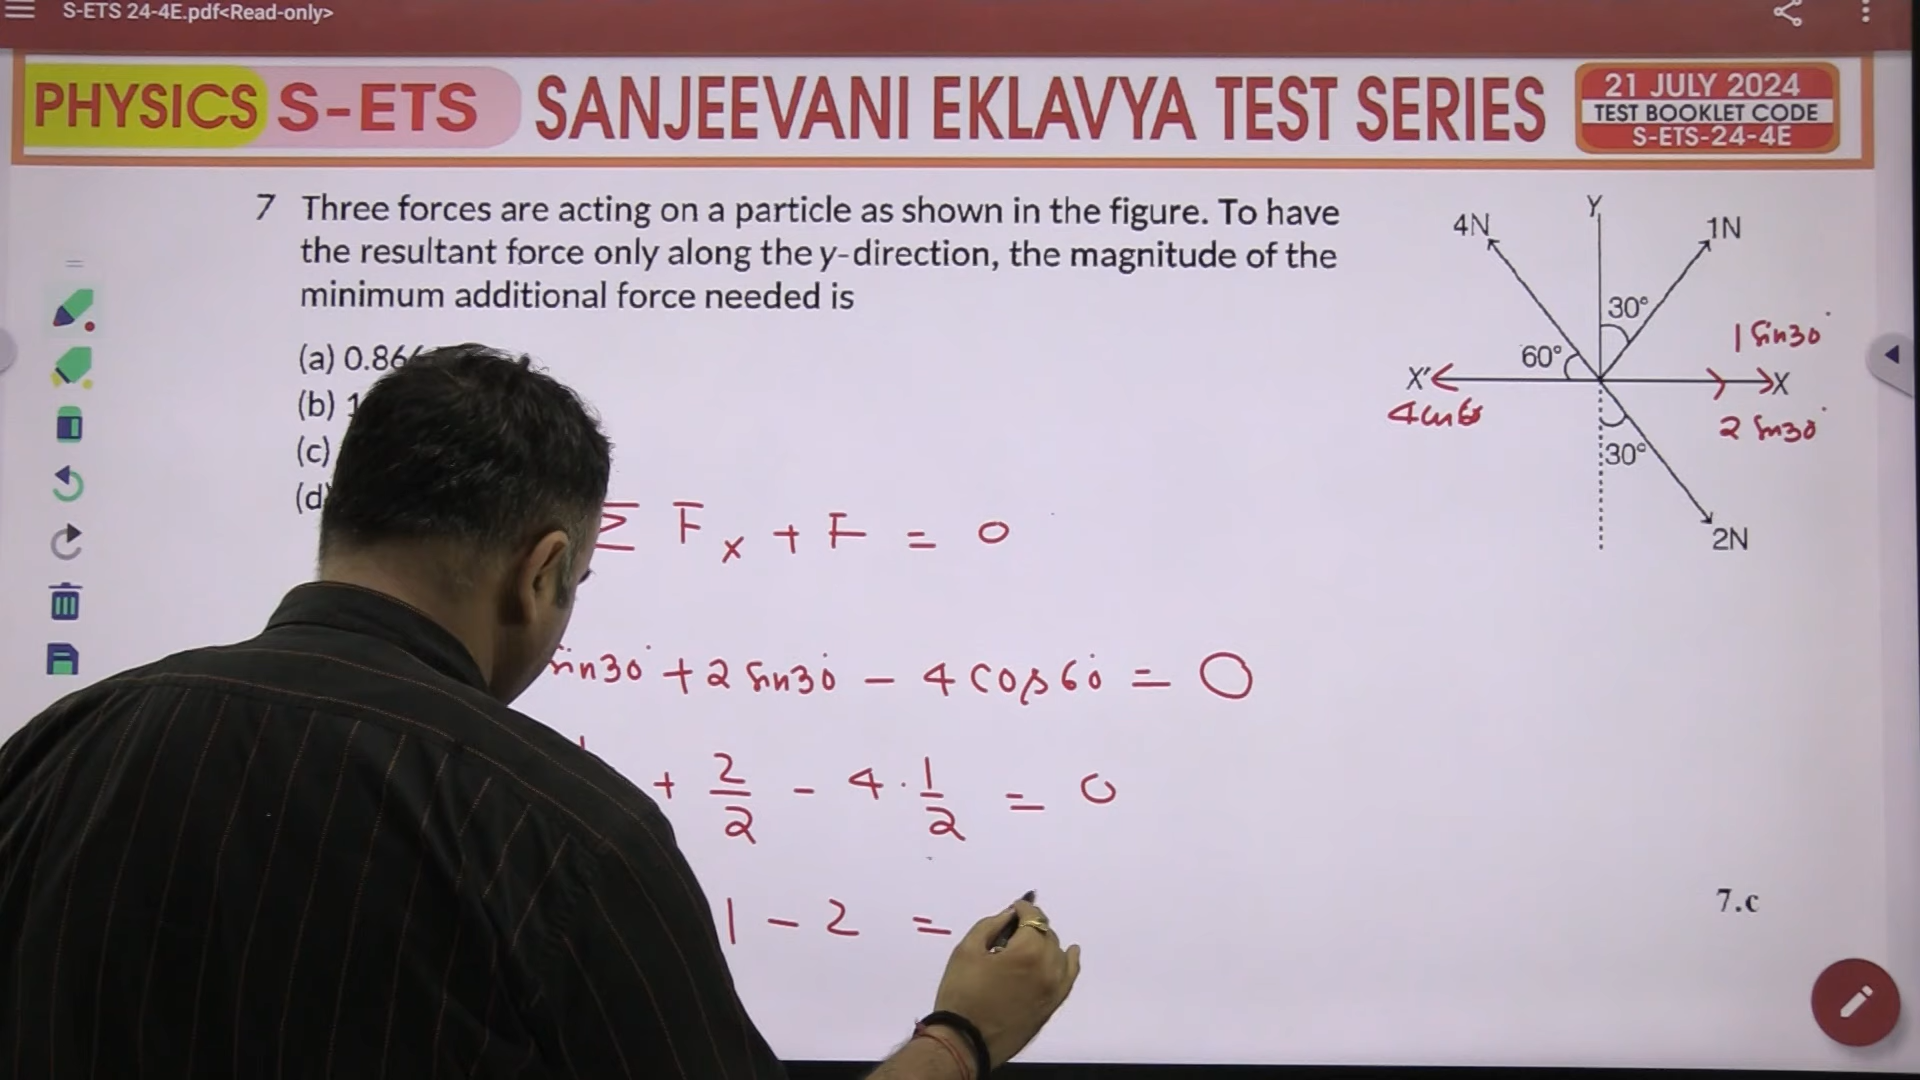 S-ETS 24-4E.pdf<Read-only>
PHYSICS S-ETS SANJEEVANI EKLAVYA TEST SERIES
21 JULY 2024
TEST BOOKLET CODE
S-ETS-24-4E
7 Three forces are acting on a particle as shown in the figure. To have
the resultant force only along the y-direction, the magnitude of the
minimum additional force needed is
(a)
(b)
(c)
(d)
4N
Y
1N
30°
60°
1 sin30°
X'
X
4cos60
2 sin30°
30°
2N
Σ Fx + F = 0
sin30° + 2 sin30° - 4 cos60° = 0
+ 2/2 - 4 · 1/2 = 0
1 - 2 =
7.c